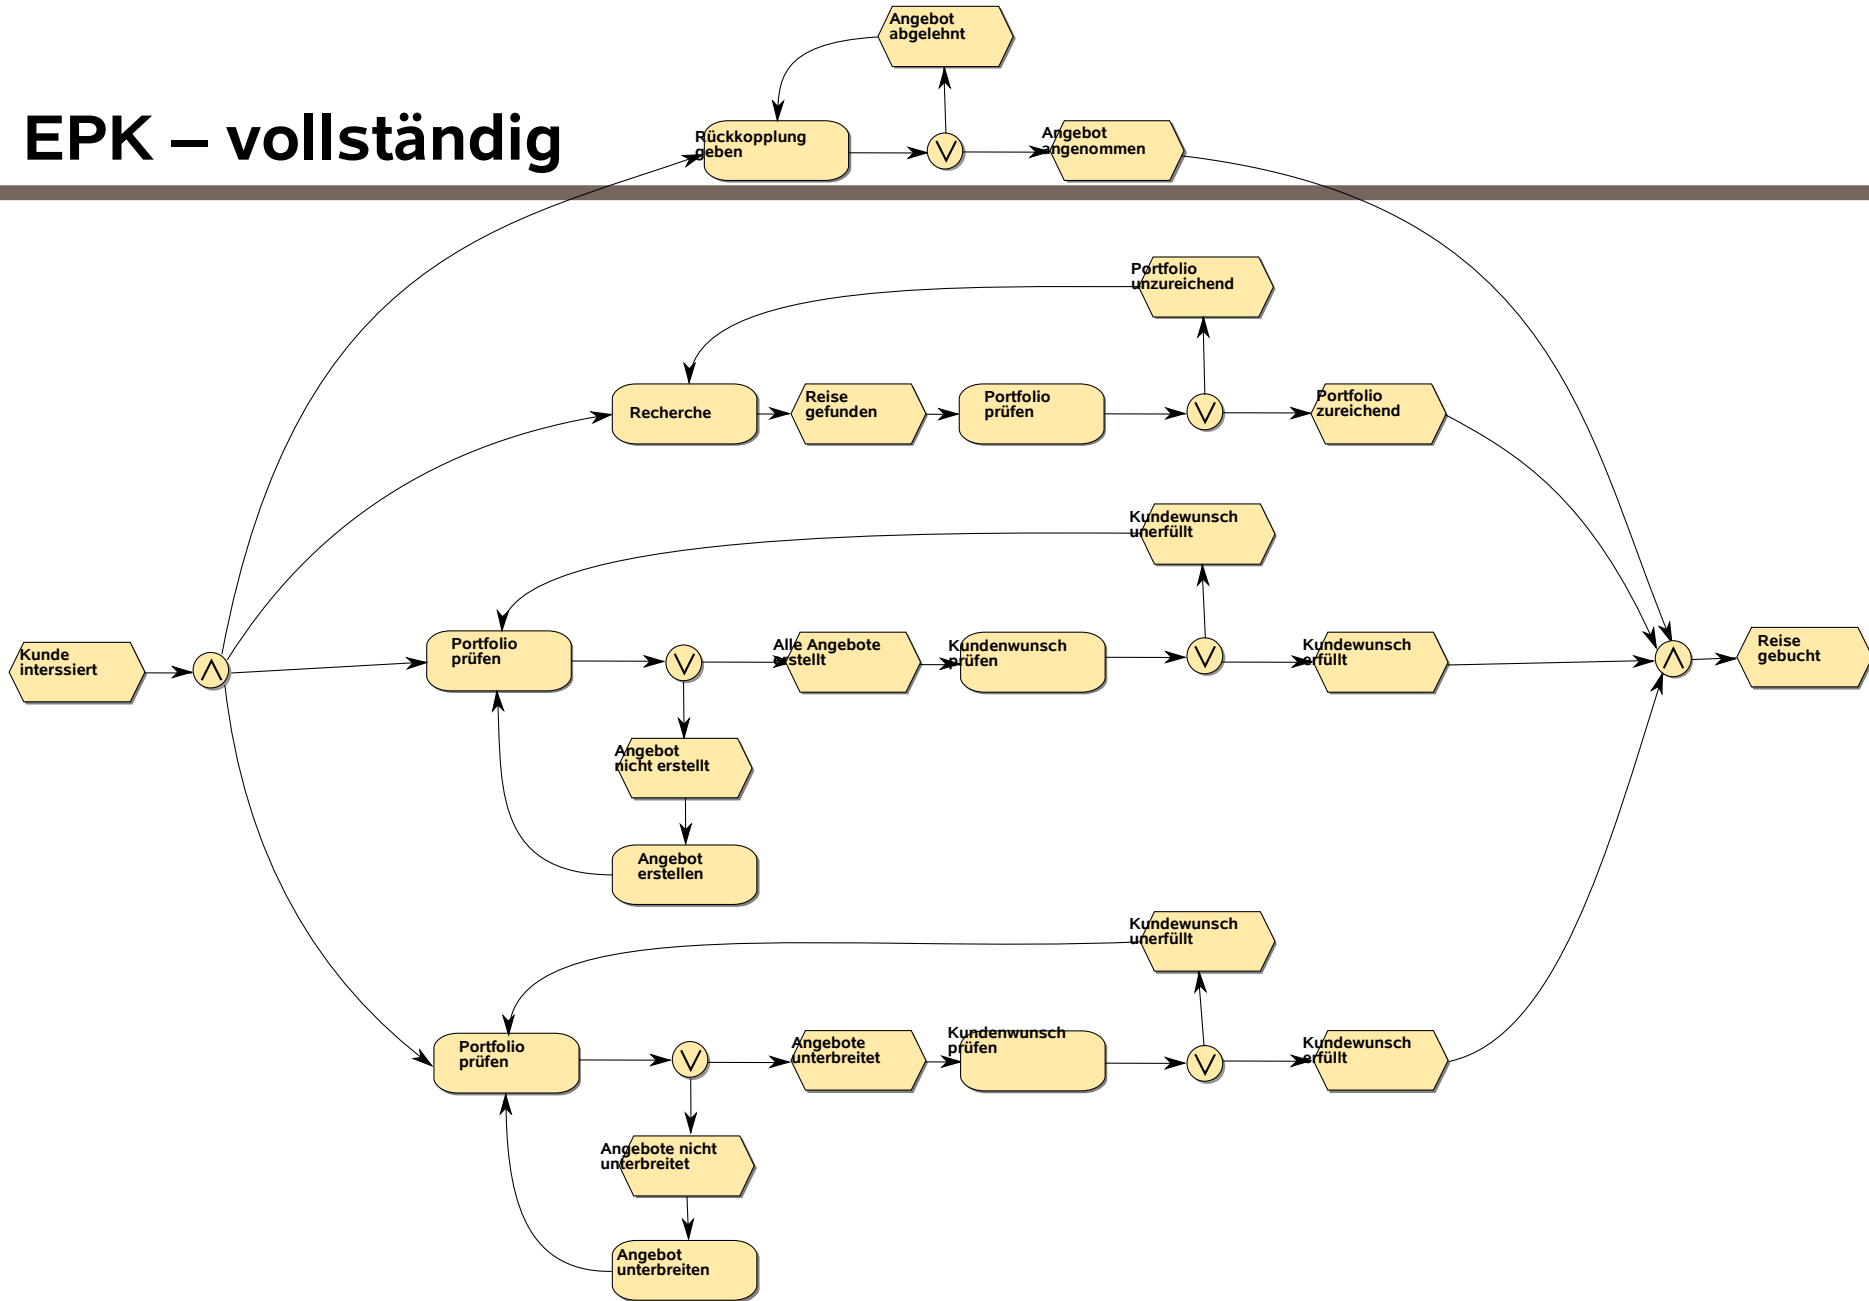 Angebot
abgelehnt
EPK – vollständig
Rückkopplung
geben
Angebot
angenommen
Portfolio
unzureichend
Recherche
Reise
gefunden
Portfolio
prüfen
Portfolio
zureichend
Kundewunsch
unerfüllt
Kunde
interssiert
Portfolio
prüfen
Alle Angebote
erstellt
Kundenwunsch
prüfen
Kundewunsch
erfüllt
Reise
gebucht
Angebot
nicht erstellt
Angebot
erstellen
Kundewunsch
unerfüllt
Portfolio
prüfen
Angebote
unterbreitet
Kundenwunsch
prüfen
Kundewunsch
erfüllt
Angebote nicht
unterbreitet
Angebot
unterbreiten